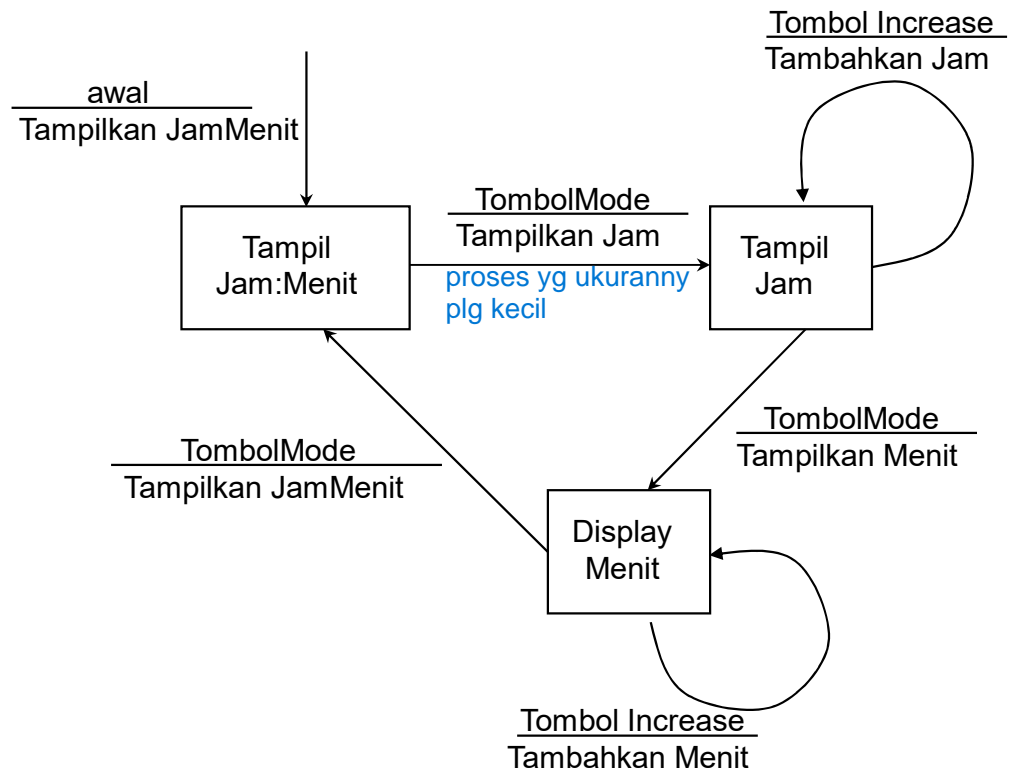 Tombol Increase
Tambahkan Jam
awal
Tampilkan JamMenit
TombolMode
Tampilkan Jam
proses yg ukuranny
plg kecil
Tampil
Jam:Menit
Tampil
Jam
TombolMode
Tampilkan Menit
TombolMode
Tampilkan JamMenit
Display
Menit
Tombol Increase
Tambahkan Menit